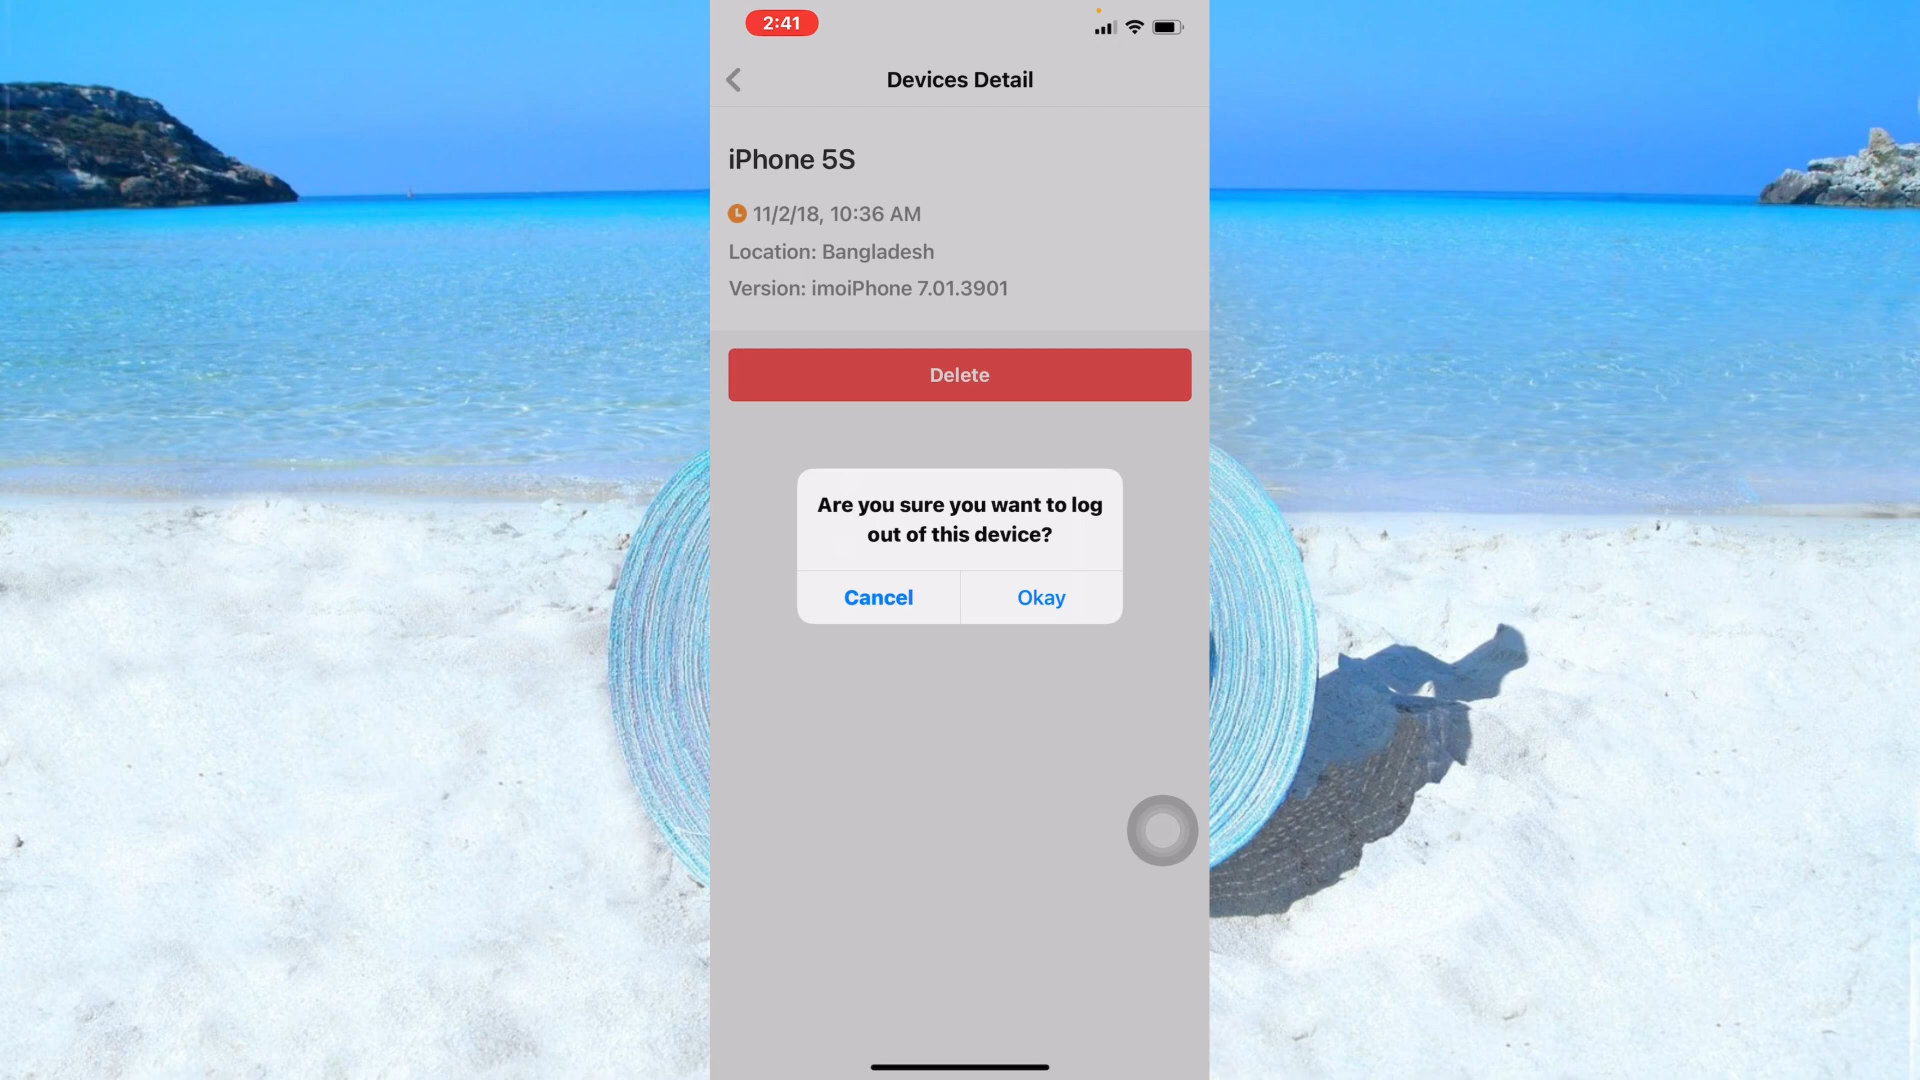 2:41
Devices Detail
iPhone 5S
11/2/18, 10:36 AM
Location: Bangladesh
Version: imoiPhone 7.01.3901
Delete
Are you sure you want to log
out of this device?
Cancel Okay